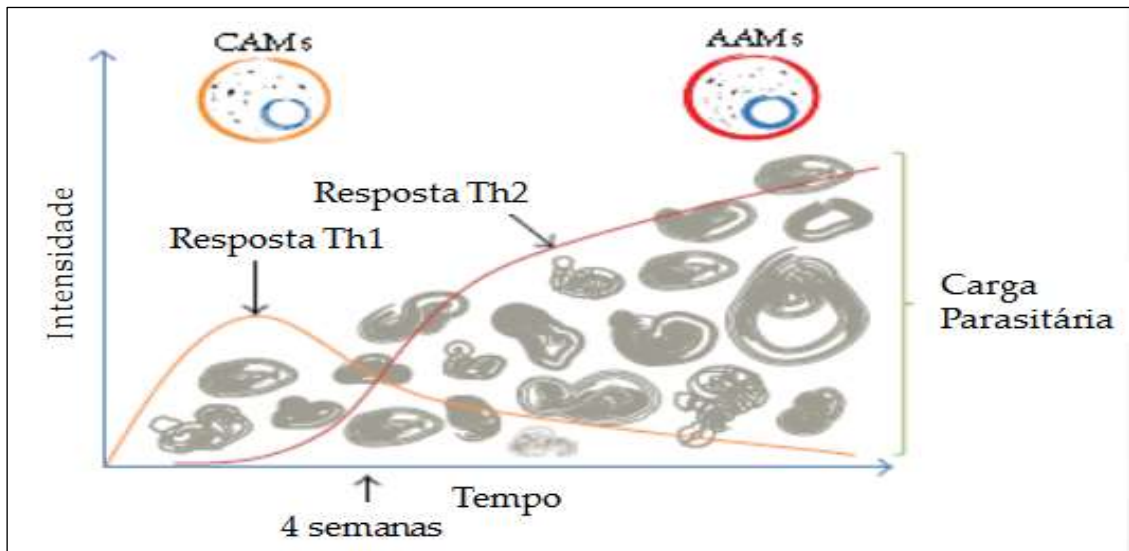 CAMs
AAMs
Resposta Th2
Resposta Th1
Intensidade
Carga
Parasitária
Tempo
4 semanas